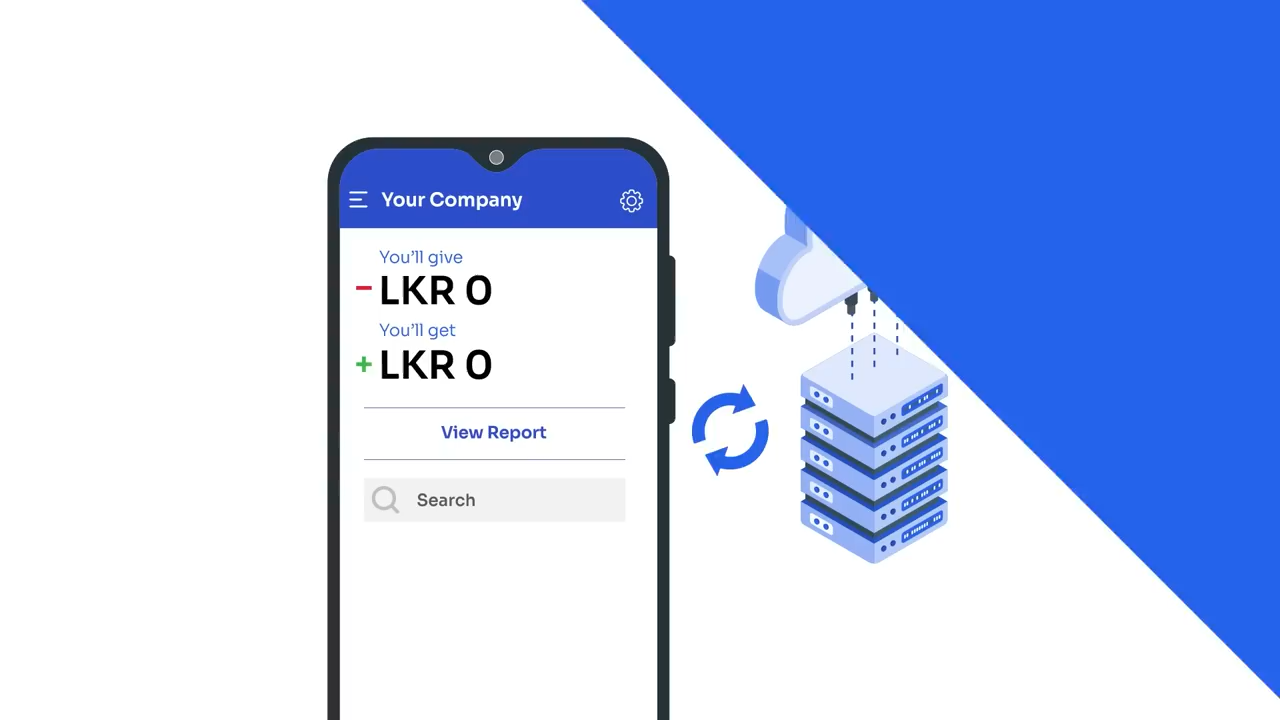 Your Company
You'll give
– LKR 0
You'll get
+ LKR 0
View Report
Search